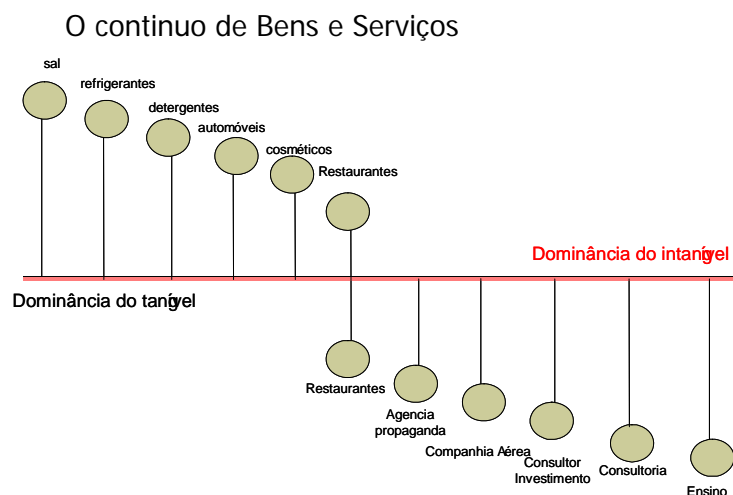 O continuo de Bens e Serviços
sal
refrigerantes
detergentes
automóveis
cosméticos
Restaurantes
Dominância do intangível
Dominância do tangível
Restaurantes
Agencia
propaganda
Companhia Aérea
Consultor
Investimento
Consultoria
Ensino